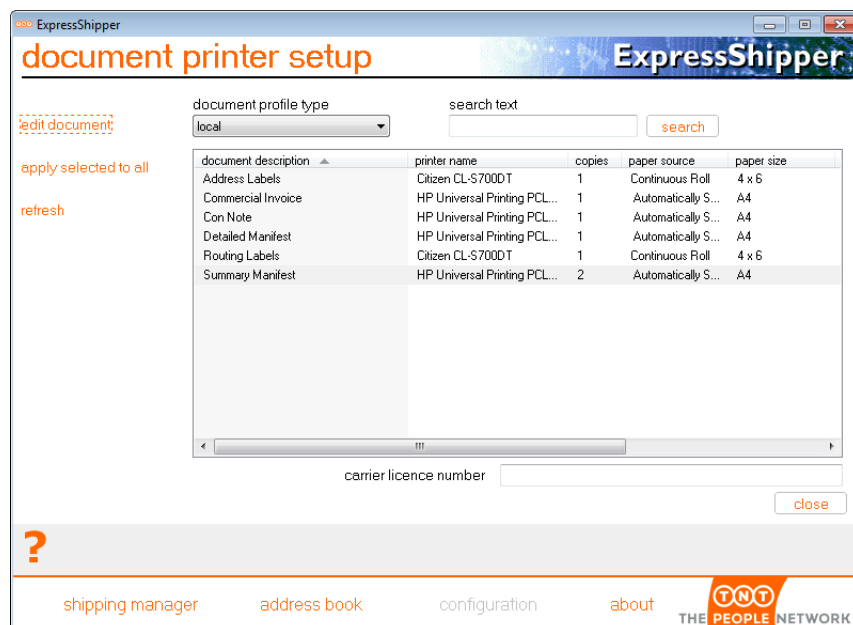 TNT ExpressShipper
document printer setup
ExpressShipper
document profile type search text
edit document
local
search
apply selected to all
refresh
document description printer name copies paper source paper size
Address Labels Citizen CL-S700DT 1 Continuous Roll 4 x 6
Commercial Invoice HP Universal Printing PCL... 1 Automatically S... A4
Con Note HP Universal Printing PCL... 1 Automatically S... A4
Detailed Manifest HP Universal Printing PCL... 1 Automatically S... A4
Routing Labels Citizen CL-S700DT 1 Continuous Roll 4 x 6
Summary Manifest HP Universal Printing PCL... 2 Automatically S... A4
carrier licence number
close
?
shipping manager address book configuration about
TNT
THE PEOPLE NETWORK